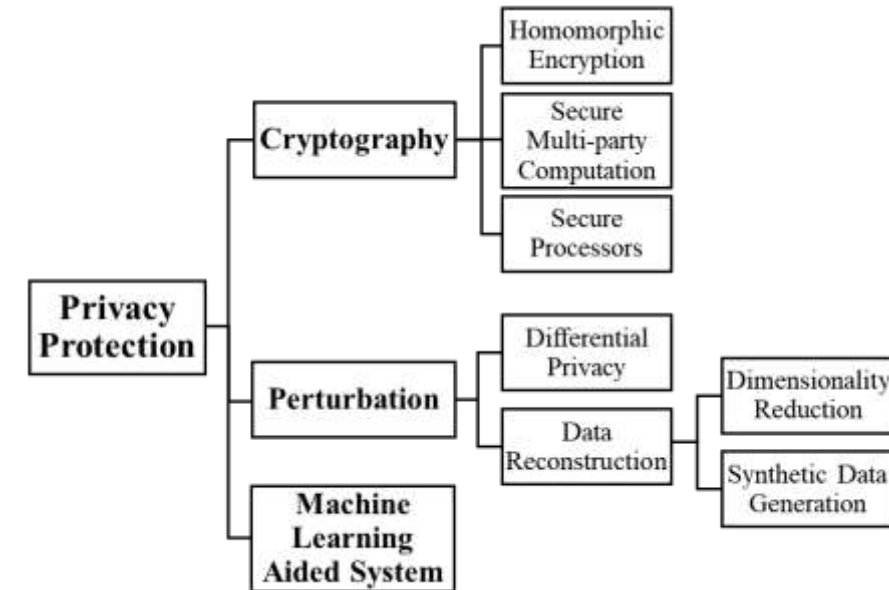 Homomorphic
Encryption
Secure
Multi-party
Computation
Cryptography
Secure
Processors
Privacy
Protection
Differential
Privacy
Perturbation
Data
Reconstruction
Dimensionality
Reduction
Synthetic Data
Generation
Machine
Learning
Aided System